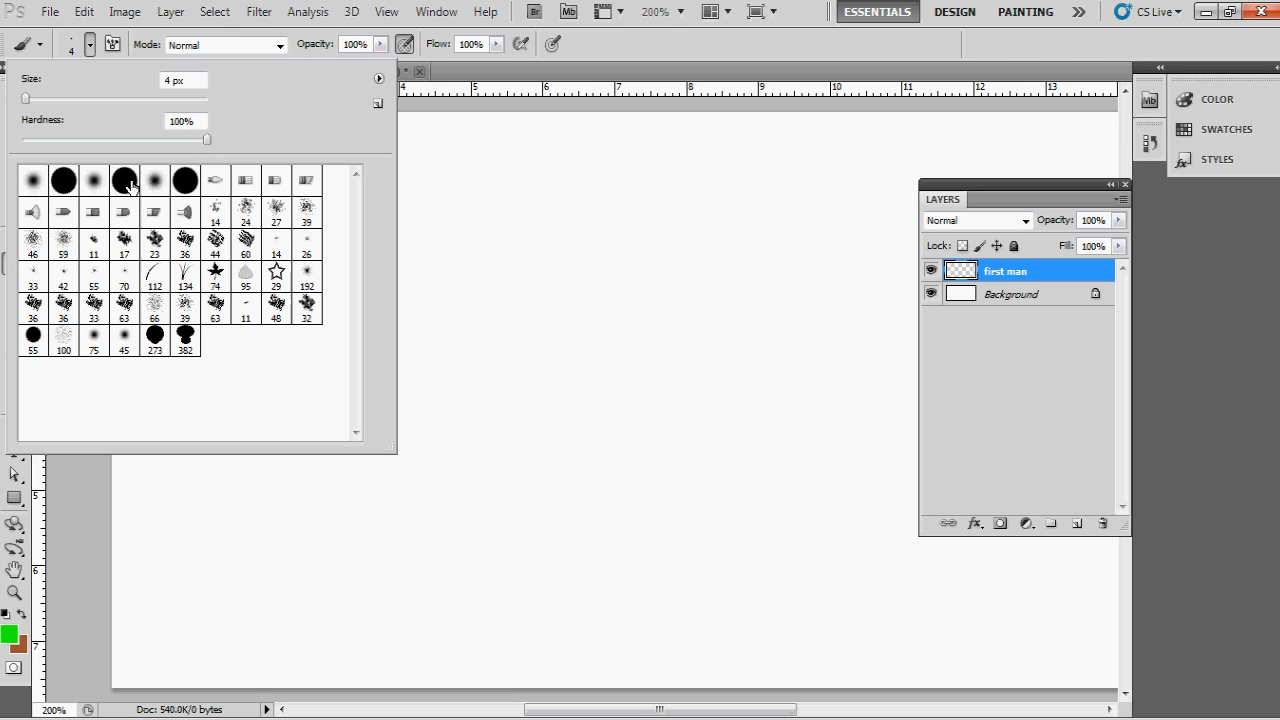 Ps File Edit Image Layer Select Filter Analysis 3D View Window Help Br Mb 200% ESSENTIALS DESIGN PAINTING CS Live
4 Mode: Normal Opacity: 100% Flow: 100%
Size: 4 px
Hardness: 100%
4 5 6 7 8 9 10 11 12 13
14 24 27 39
46 59 11 17 23 36 44 60 14 26
33 42 55 70 112 134 74 95 29 192
36 36 33 63 66 39 63 11 48 32
55 100 75 45 273 382
5
6
7
Mb
COLOR
SWATCHES
STYLES
LAYERS
Normal Opacity: 100%
Lock: Fill: 100%
first man
Background
fx
200% Doc: 540.0K/0 bytes